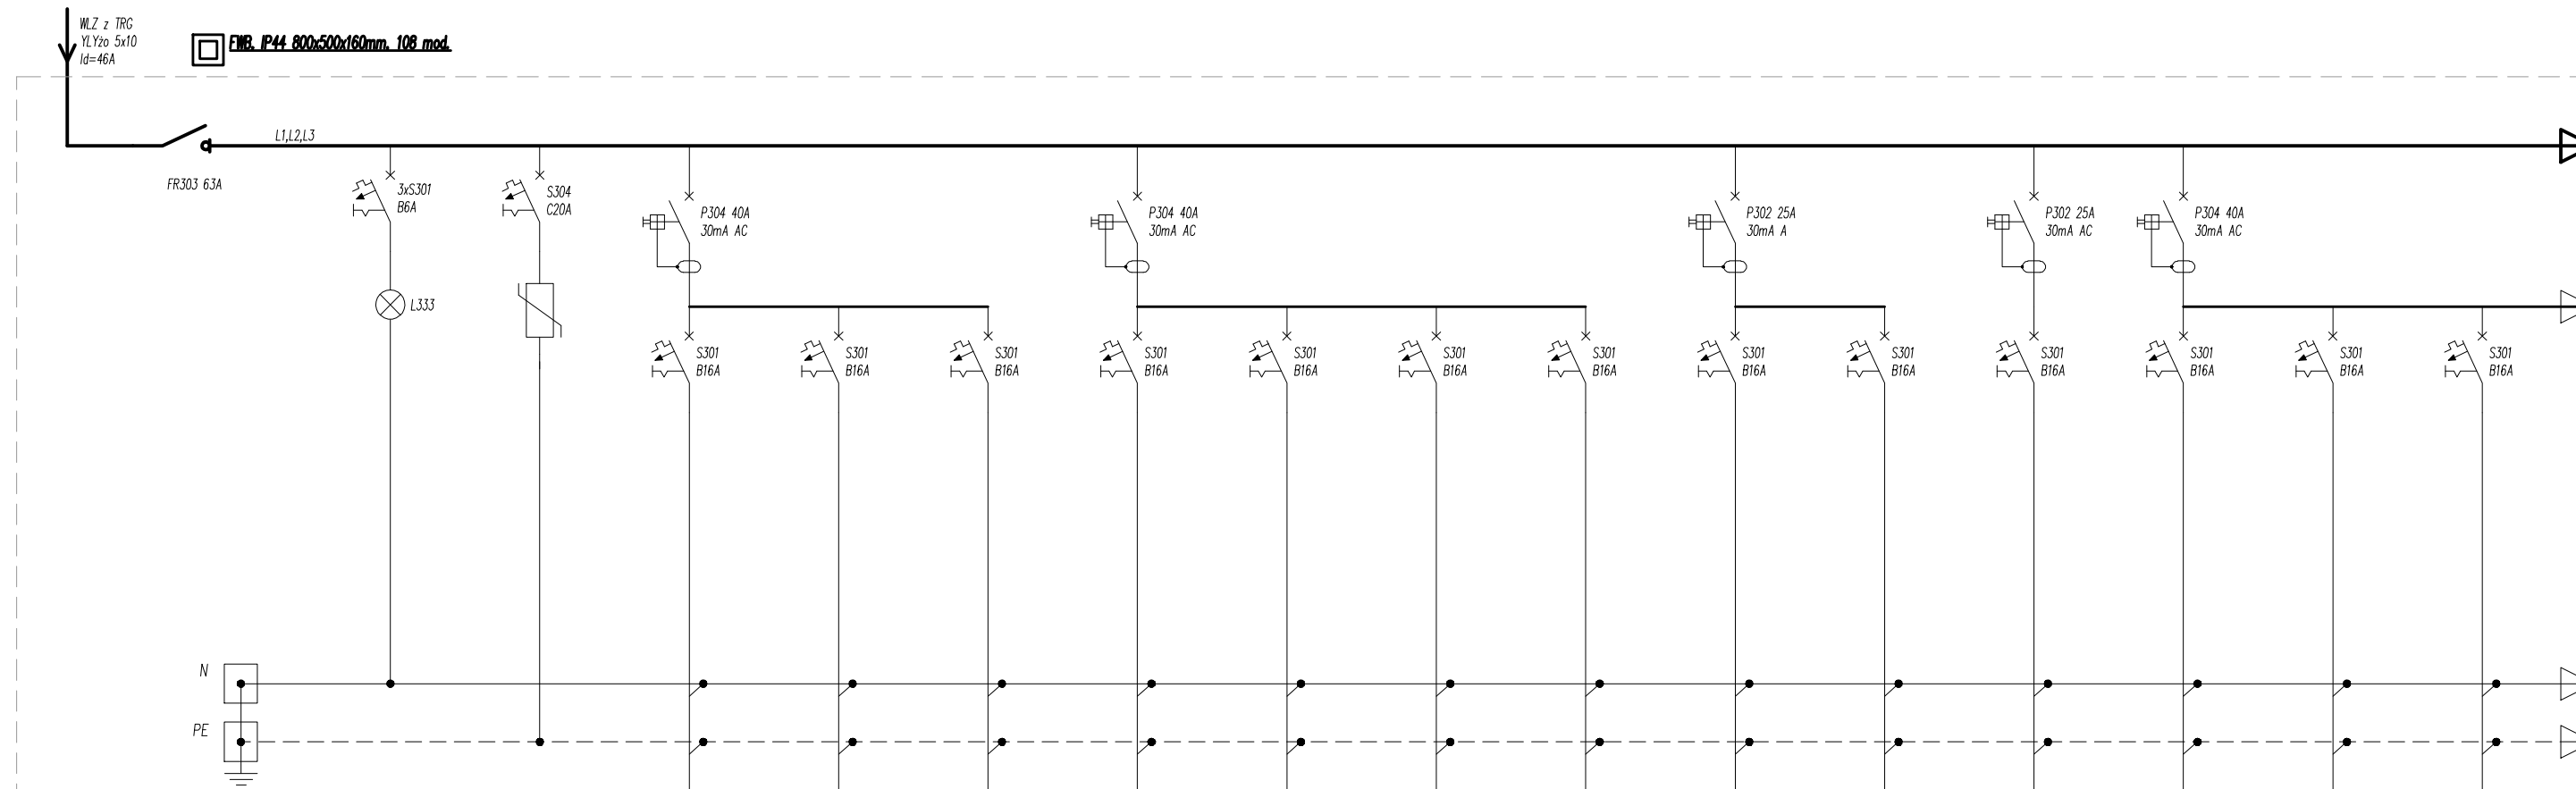 WLZ z TRG
YLYżo 5x10
Id=46A
FWB, IP44 800x500x160mm, 108 mod.
L1,L2,L3
FR303 63A
3xS301
B6A
S304
C20A
P304 40A
30mA AC
P304 40A
30mA AC
P302 25A
30mA A
P302 25A
30mA AC
P304 40A
30mA AC
L333
S301
B16A
S301
B16A
S301
B16A
S301
B16A
S301
B16A
S301
B16A
S301
B16A
S301
B16A
S301
B16A
S301
B16A
S301
B16A
S301
B16A
S301
B16A
N
PE